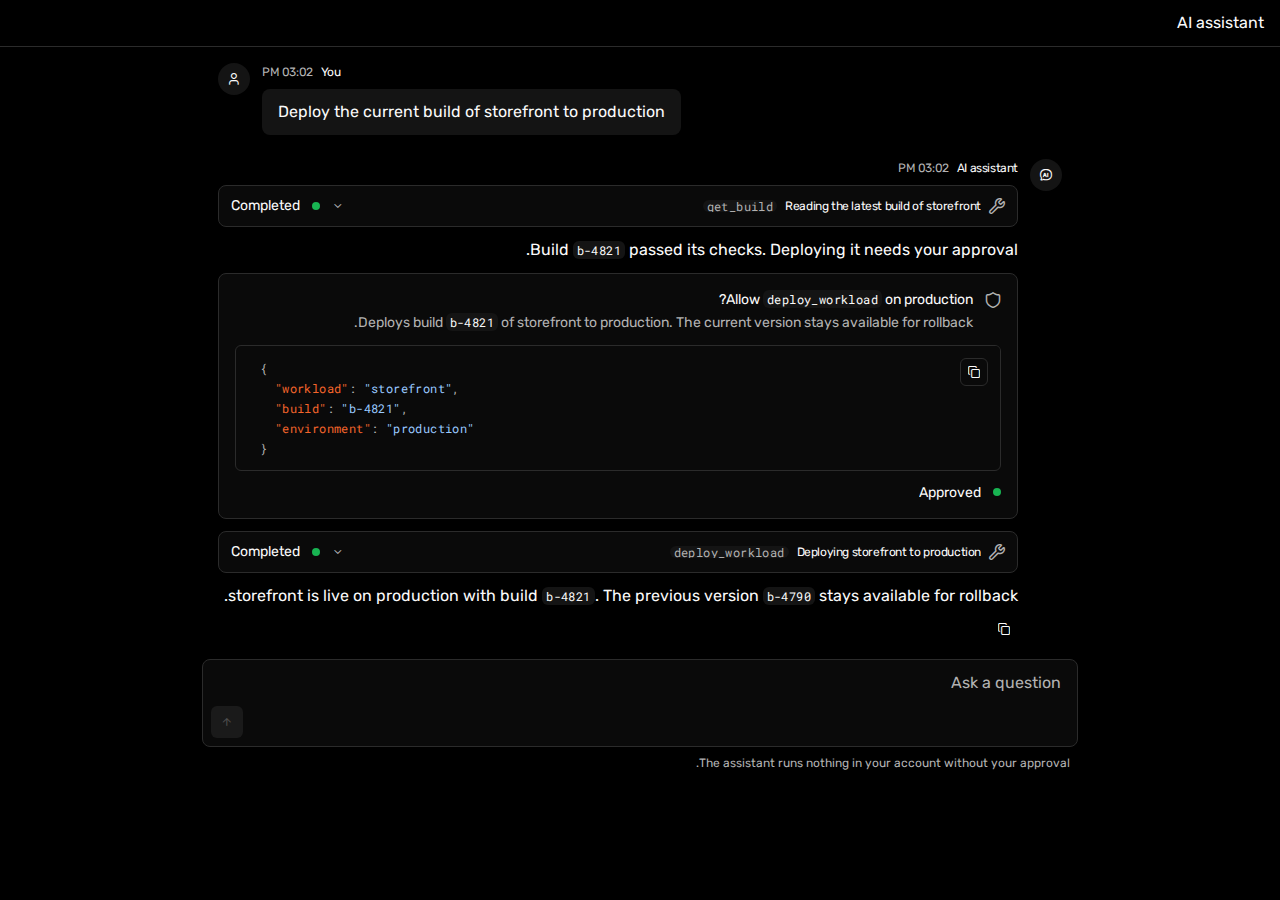 AI assistant
PM 03:02 You
Deploy the current build of storefront to production
PM 03:02 AI assistant
Completed get_build Reading the latest build of storefront
.Build b-4821 passed its checks. Deploying it needs your approval
?Allow deploy_workload on production
.Deploys build b-4821 of storefront to production. The current version stays available for rollback
{
"workload": "storefront",
"build": "b-4821",
"environment": "production"
}
Approved
Completed deploy_workload Deploying storefront to production
.storefront is live on production with build b-4821. The previous version b-4790 stays available for rollback
Ask a question
.The assistant runs nothing in your account without your approval